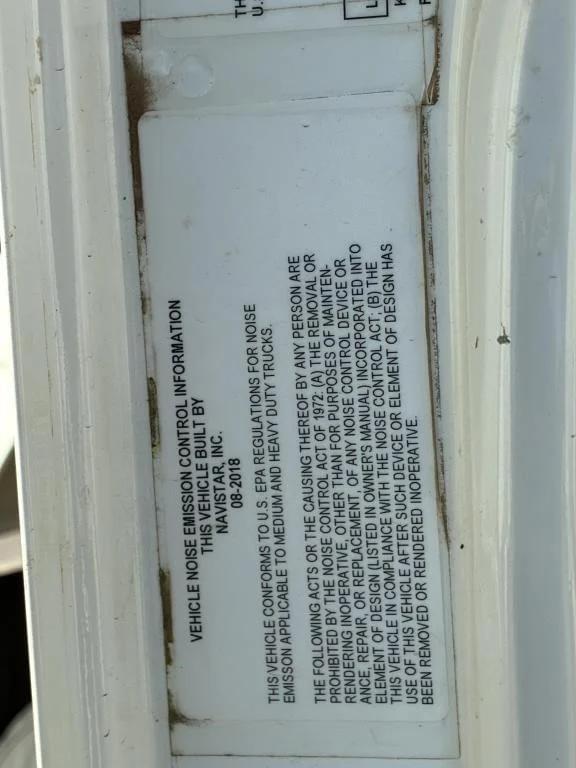 VEHICLE NOISE EMISSION CONTROL INFORMATION
THIS VEHICLE BUILT BY
NAVISTAR, INC.
08-2018
THIS VEHICLE CONFORMS TO U.S. EPA REGULATIONS FOR NOISE
EMISSON APPLICABLE TO MEDIUM AND HEAVY DUTY TRUCKS.
THE FOLLOWING ACTS OR THE CAUSING THEREOF BY ANY PERSON ARE
PROHIBITED BY THE NOISE CONTROL ACT OF 1972: (A) THE REMOVAL OR
RENDERING INOPERATIVE, OTHER THAN FOR PURPOSES OF MAINTEN-
ANCE, REPAIR, OR REPLACEMENT, OF ANY NOISE CONTROL DEVICE OR
ELEMENT OF DESIGN (LISTED IN OWNER'S MANUAL) INCORPORATED INTO
THIS VEHICLE IN COMPLIANCE WITH THE NOISE CONTROL ACT; (B) THE
USE OF THIS VEHICLE AFTER SUCH DEVICE OR ELEMENT OF DESIGN HAS
BEEN REMOVED OR RENDERED INOPERATIVE.
TH
U.
L
K